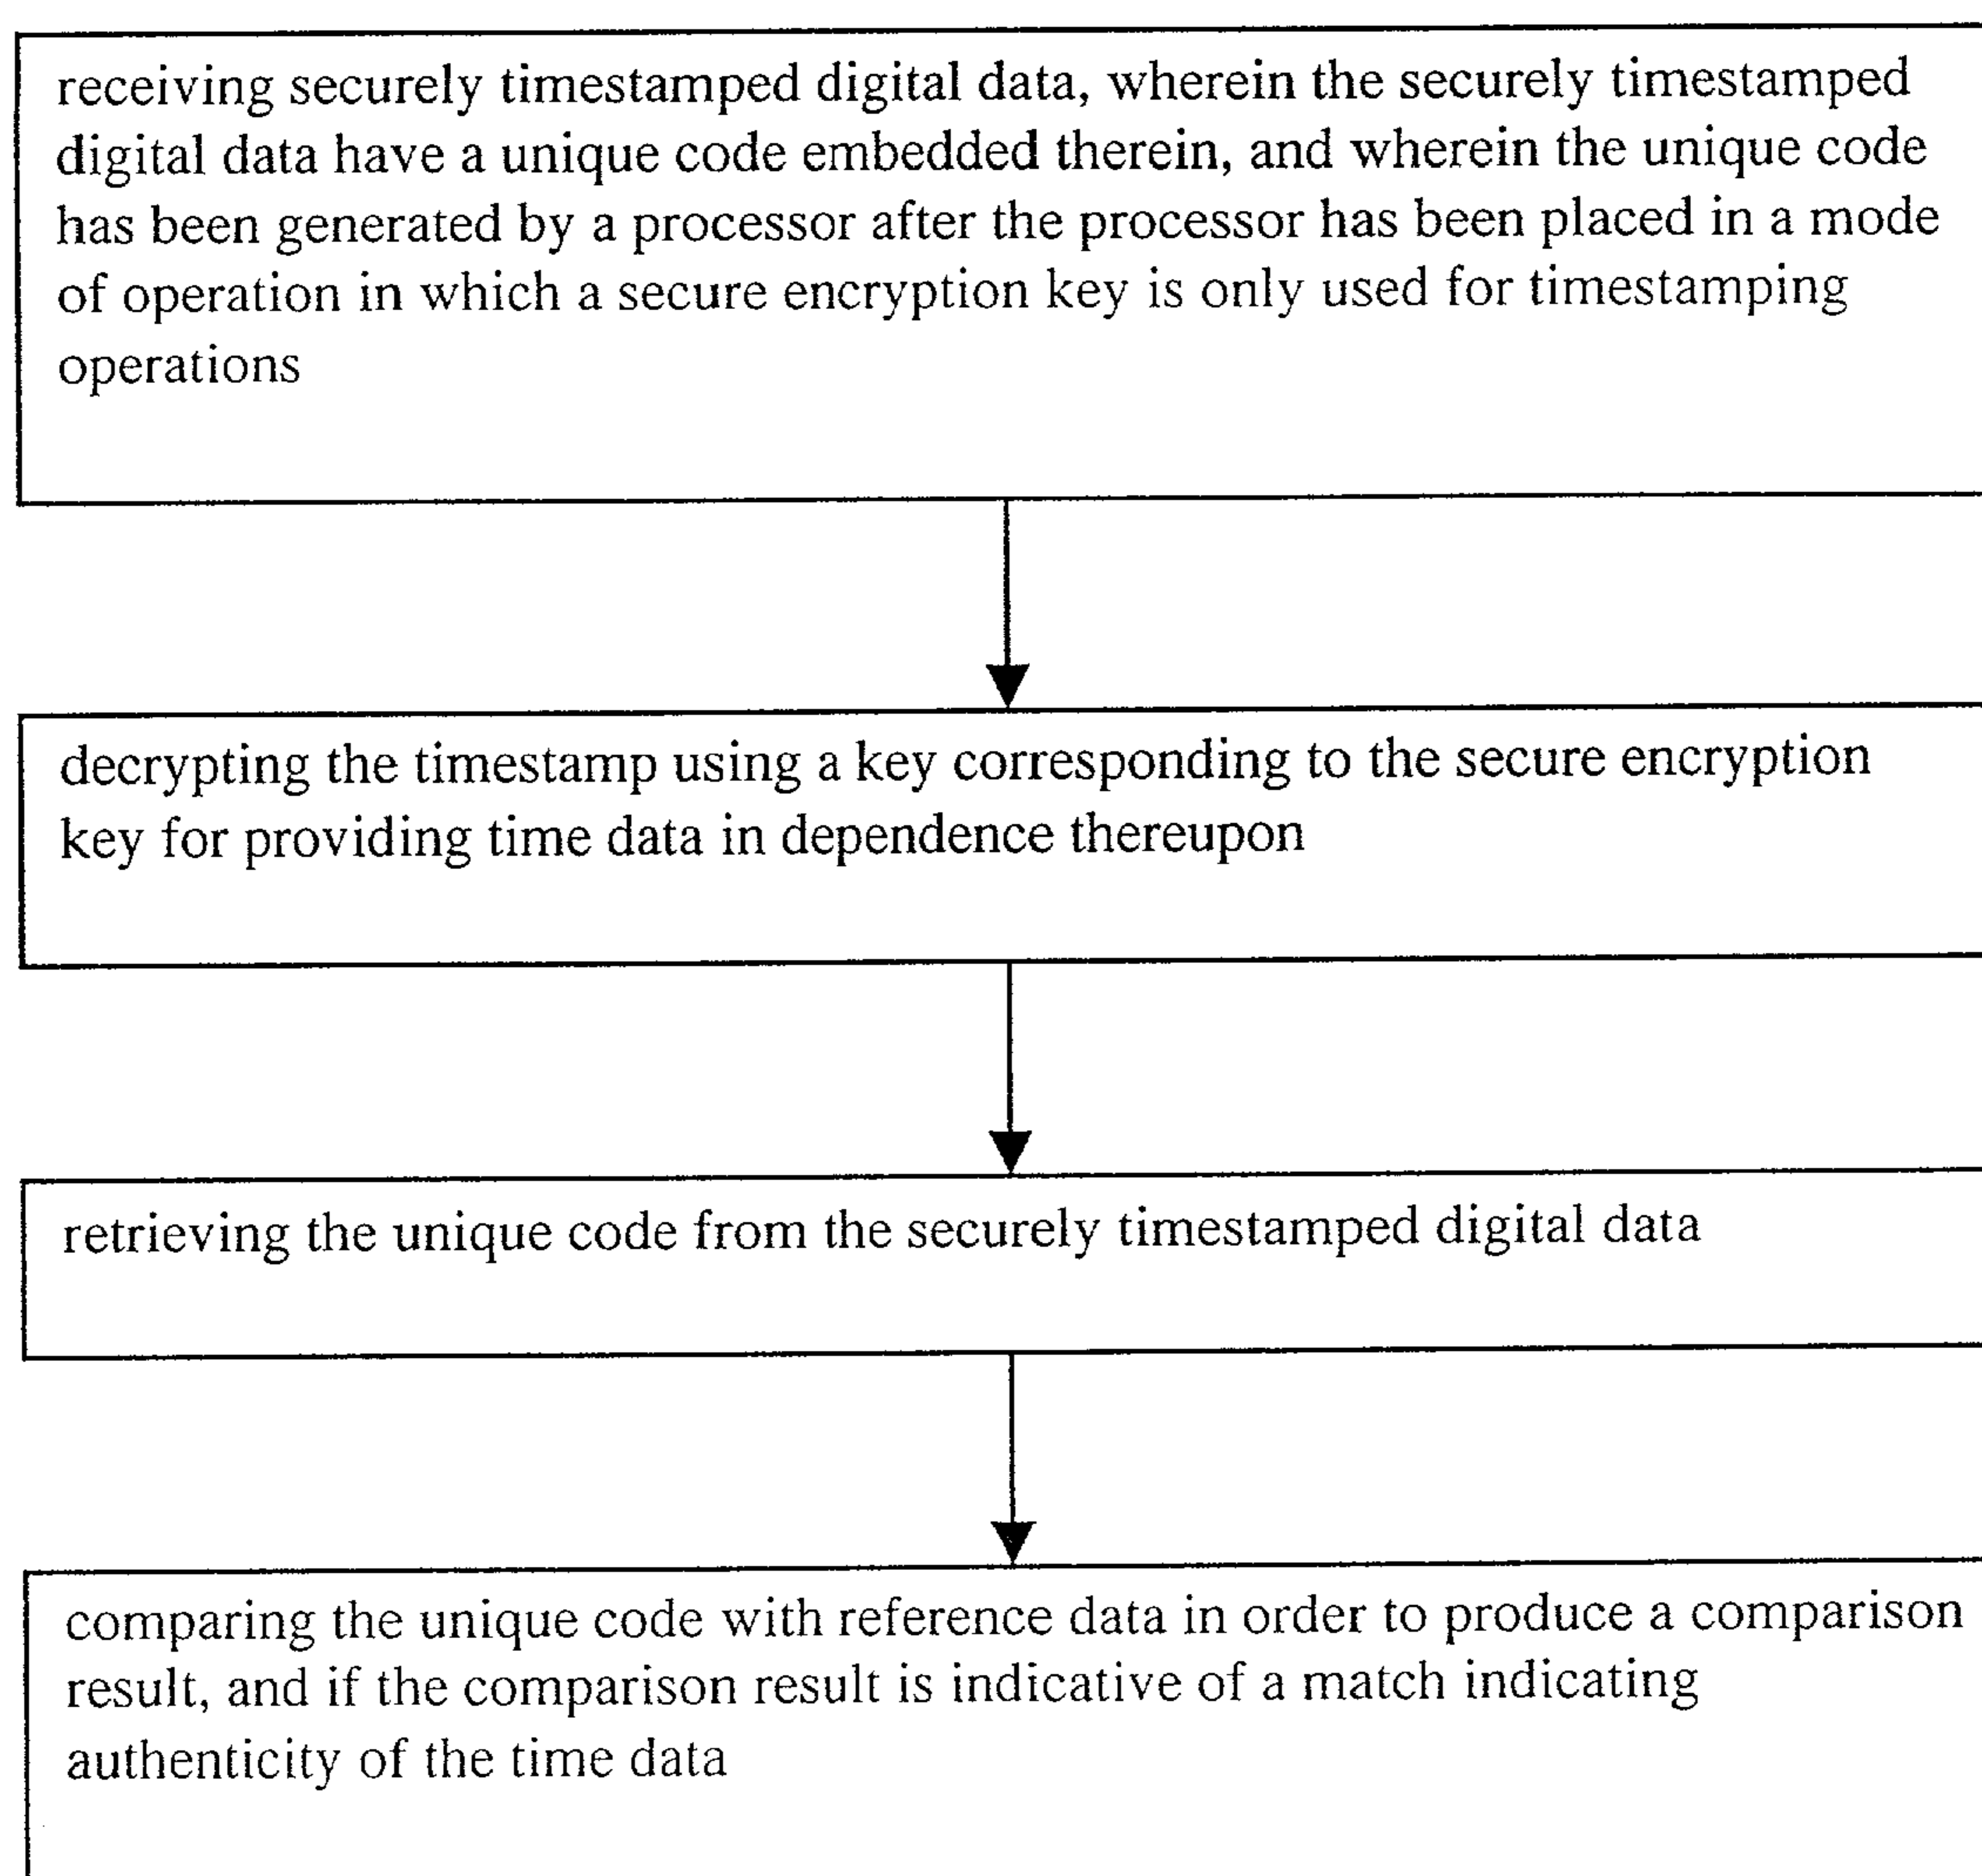 receiving securely timestamped digital data, wherein the securely timestamped
digital data have a unique code embedded therein, and wherein the unique code
has been generated by a processor after the processor has been placed in a mode
of operation in which a secure encryption key is only used for timestamping
operations
decrypting the timestamp using a key corresponding to the secure encryption
key for providing time data in dependence thereupon
retrieving the unique code from the securely timestamped digital data
comparing the unique code with reference data in order to produce a comparison
result, and if the comparison result is indicative of a match indicating
authenticity of the time data